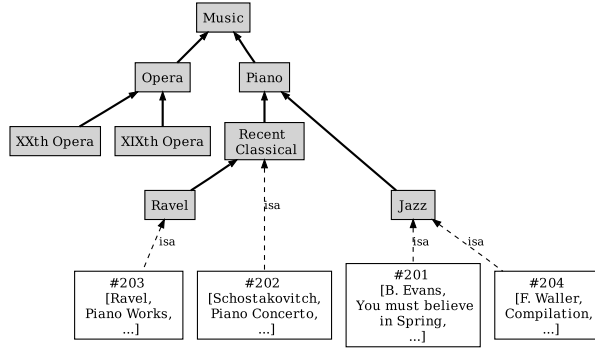 Music
Opera
Piano
XXth Opera
XIXth Opera
Recent
Classical
Ravel
isa
Jazz
isa
isa
isa
#203
[Ravel,
Piano Works,
...]
#202
[Schostakovitch,
Piano Concerto,
...]
#201
[B. Evans,
You must believe
in Spring,
...]
#204
[F. Waller,
Compilation,
...]